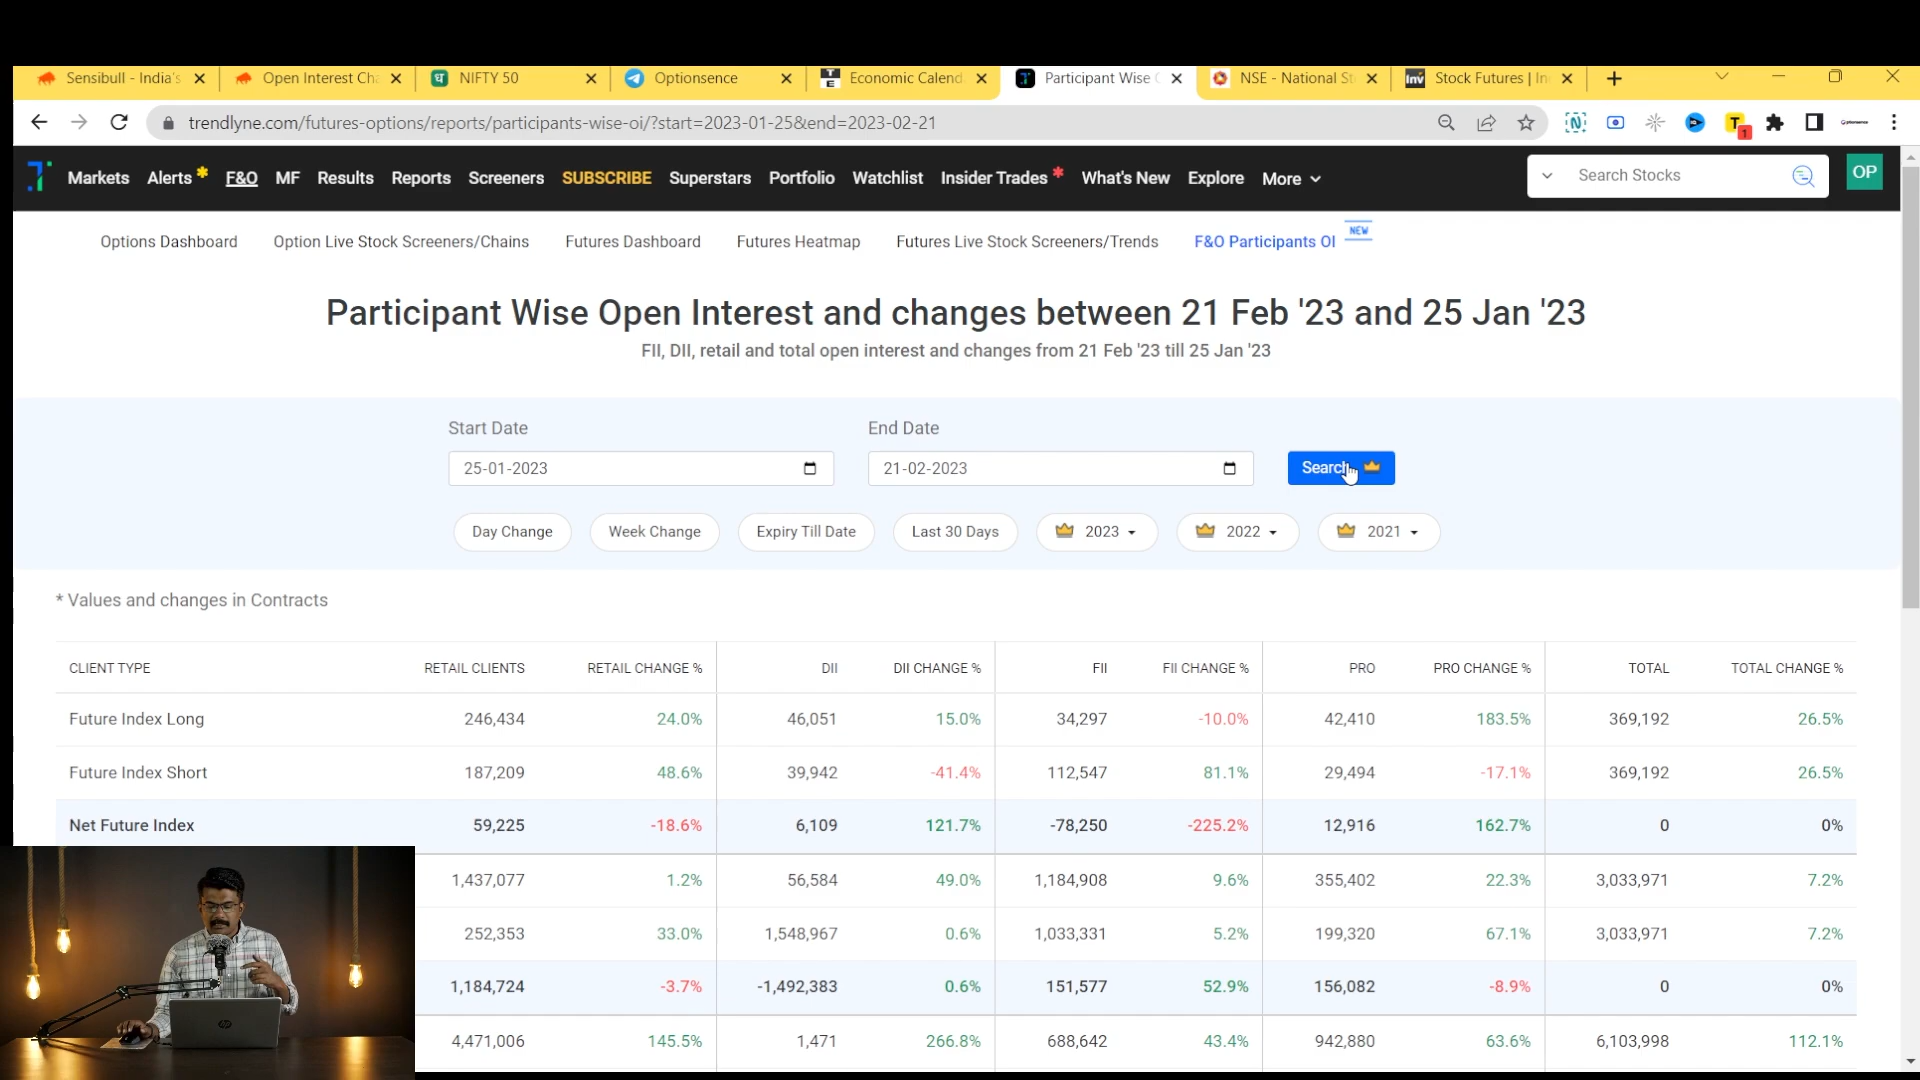 Sensibull - India's
Open Interest Cha
NIFTY 50
Optionsence
Economic Calend
Participant Wise
NSE - National St
Stock Futures | In
trendlyne.com/futures-options/reports/participants-wise-oi/?start=2023-01-25&end=2023-02-21
Markets Alerts F&O MF Results Reports Screeners SUBSCRIBE Superstars Portfolio Watchlist Insider Trades What's New Explore More
Search Stocks
OP
Options Dashboard Option Live Stock Screeners/Chains Futures Dashboard Futures Heatmap Futures Live Stock Screeners/Trends F&O Participants OI NEW
Participant Wise Open Interest and changes between 21 Feb '23 and 25 Jan '23
FII, DII, retail and total open interest and changes from 21 Feb '23 till 25 Jan '23
Start Date End Date
25-01-2023 21-02-2023 Search
Day Change Week Change Expiry Till Date Last 30 Days 2023 2022 2021
* Values and changes in Contracts
CLIENT TYPE RETAIL CLIENTS RETAIL CHANGE % DII DII CHANGE % FII FII CHANGE % PRO PRO CHANGE % TOTAL TOTAL CHANGE %
Future Index Long 246,434 24.0% 46,051 15.0% 34,297 -10.0% 42,410 183.5% 369,192 26.5%
Future Index Short 187,209 48.6% 39,942 -41.4% 112,547 81.1% 29,494 -17.1% 369,192 26.5%
Net Future Index 59,225 -18.6% 6,109 121.7% -78,250 -225.2% 12,916 162.7% 0 0%
1,437,077 1.2% 56,584 49.0% 1,184,908 9.6% 355,402 22.3% 3,033,971 7.2%
252,353 33.0% 1,548,967 0.6% 1,033,331 5.2% 199,320 67.1% 3,033,971 7.2%
1,184,724 -3.7% -1,492,383 0.6% 151,577 52.9% 156,082 -8.9% 0 0%
4,471,006 145.5% 1,471 266.8% 688,642 43.4% 942,880 63.6% 6,103,998 112.1%